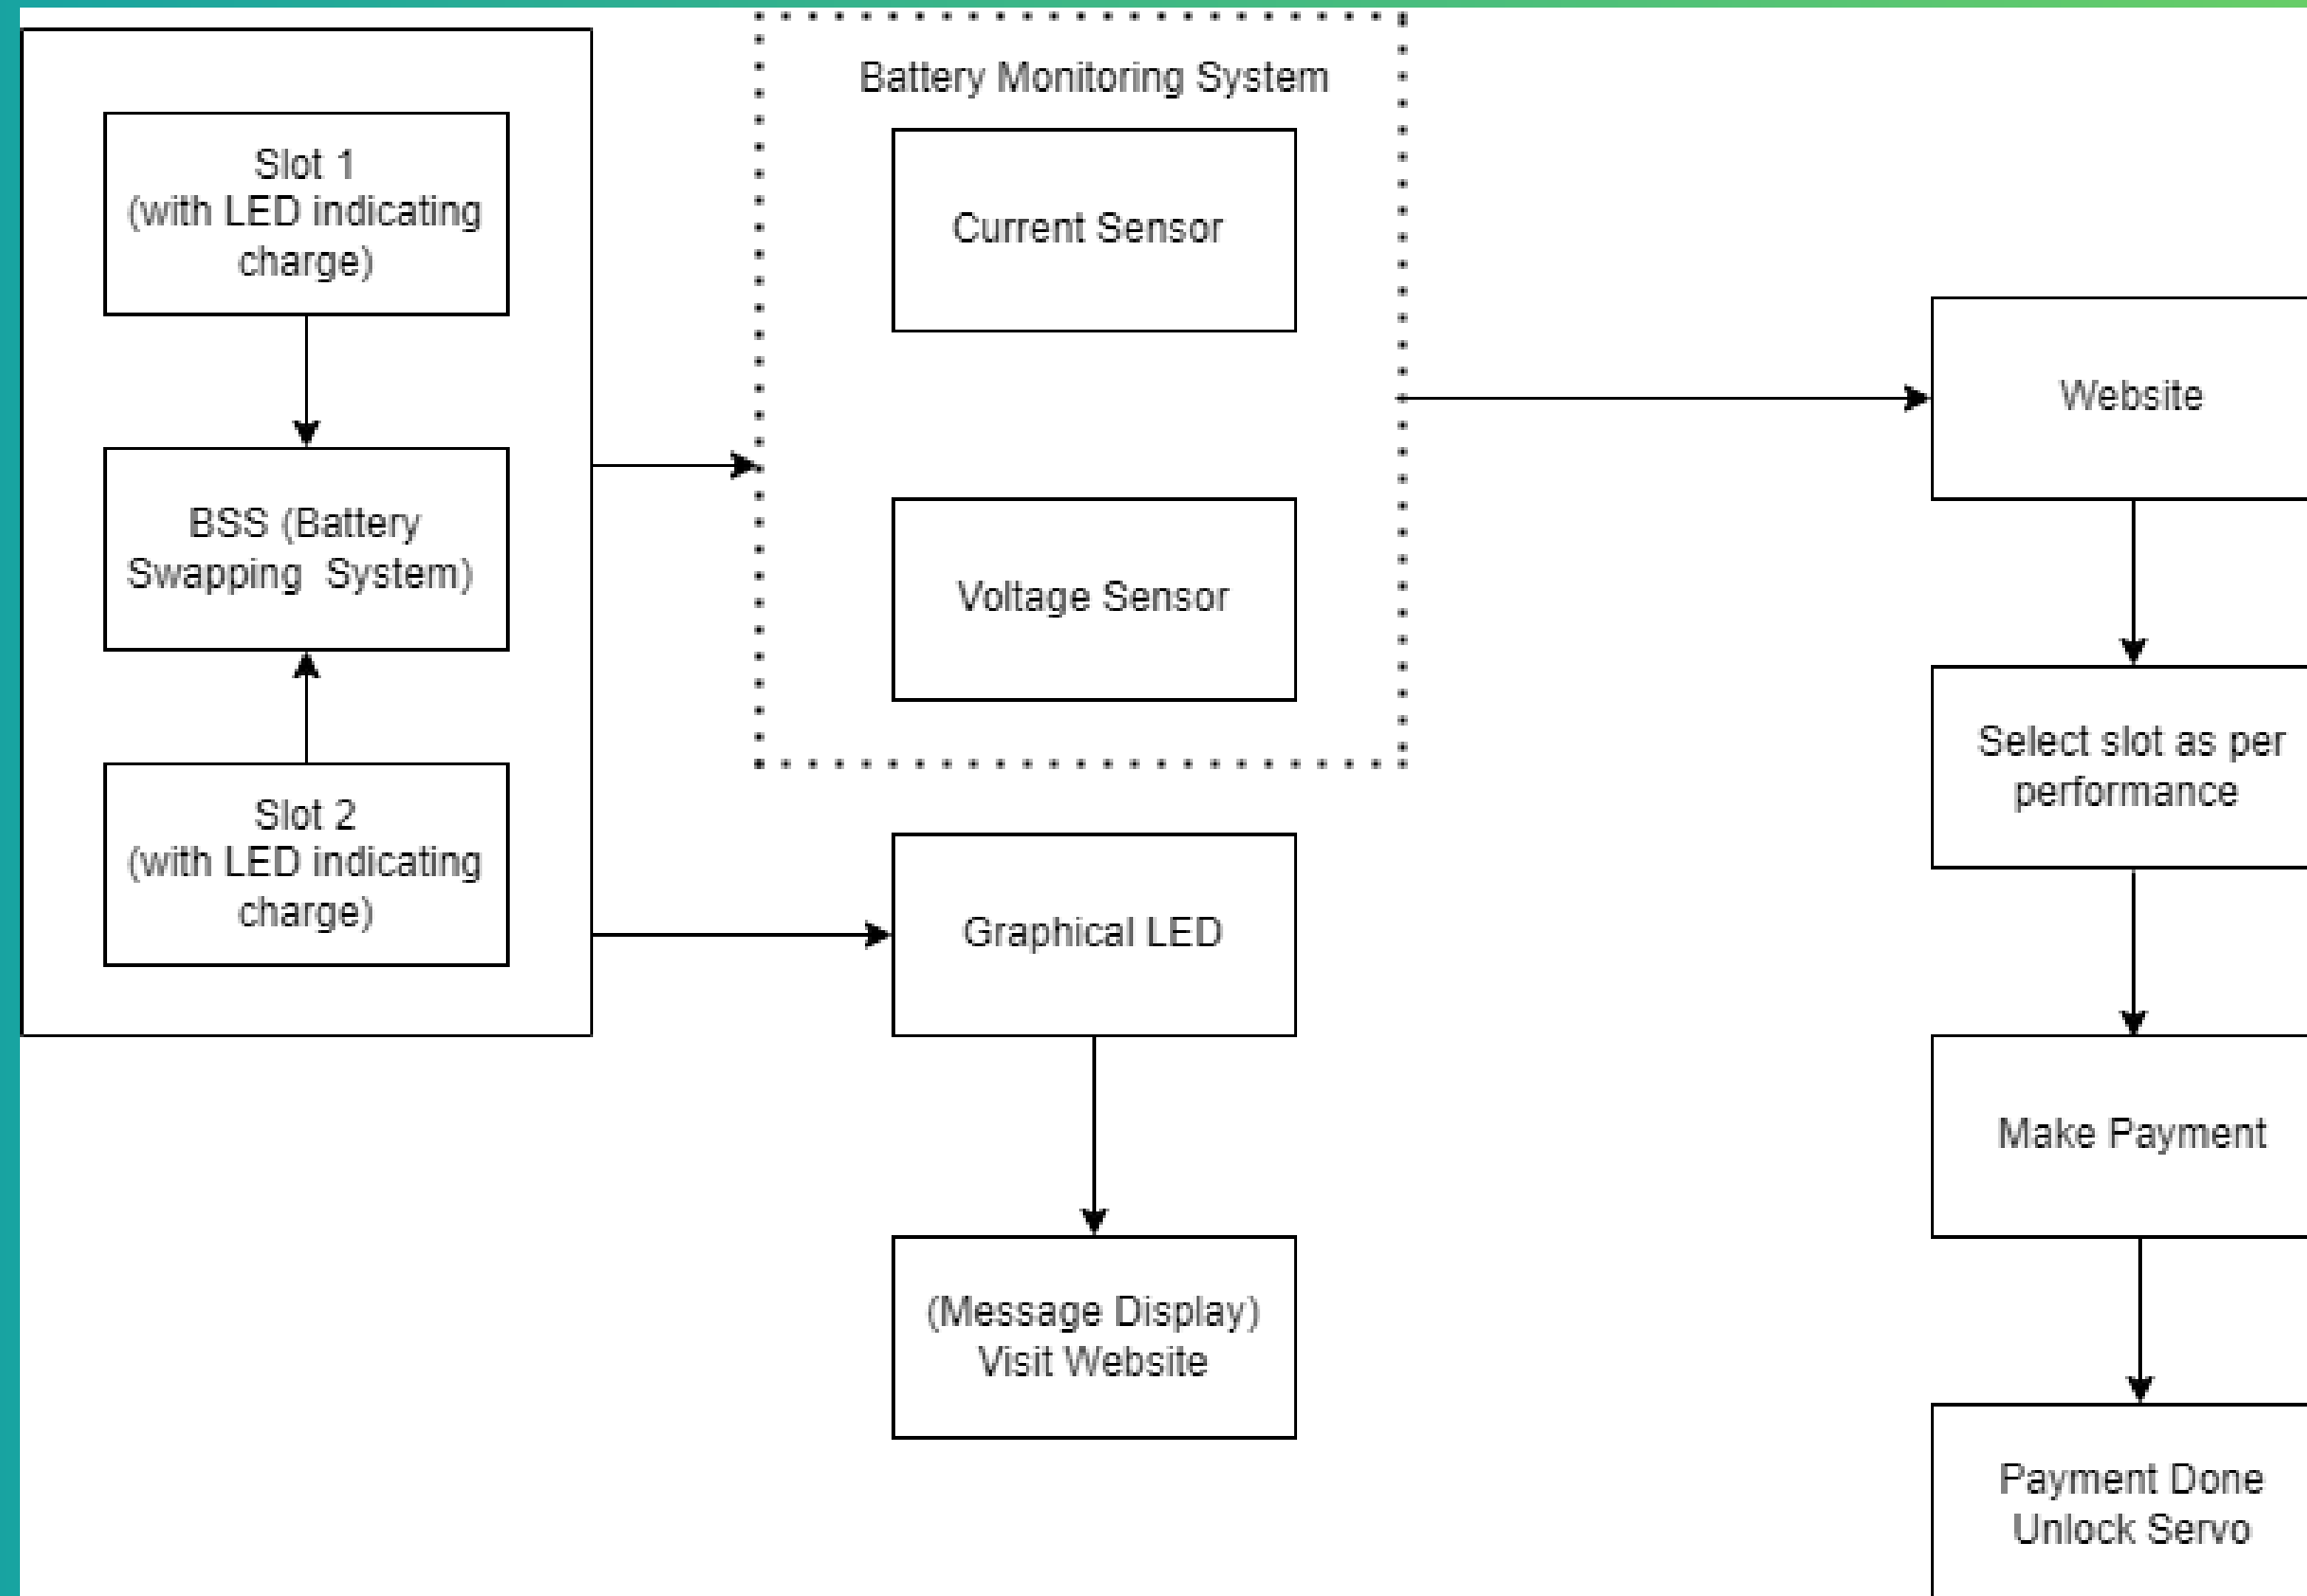 Slot 1
(with LED indicating
charge)
BSS (Battery
Swapping  System)
Slot 2
(with LED indicating
charge)
Battery Monitoring System
Current Sensor
Voltage Sensor
Graphical LED
(Message Display)
Visit Website
Website
Select slot as per
performance
Make Payment
Payment Done
Unlock Servo